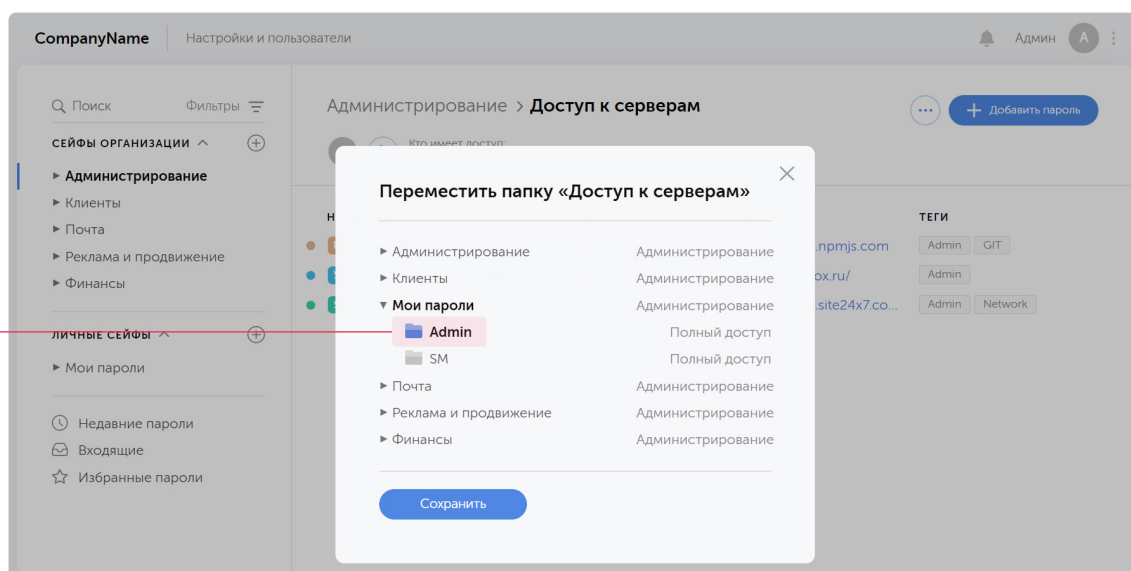 CompanyName Настройки и пользователи Админ A
Поиск Фильтры
СЕЙФЫ ОРГАНИЗАЦИИ
Администрирование
Клиенты
Почта
Реклама и продвижение
Финансы
ЛИЧНЫЕ СЕЙФЫ
Мои пароли
Недавние пароли
Входящие
Избранные пароли
Администрирование > Доступ к серверам
Добавить пароль
Кто имеет доступ:
ТЕГИ
.npmjs.com Admin GIT
ox.ru/ Admin
.site24x7.co... Admin Network
Переместить папку «Доступ к серверам»
Администрирование Администрирование
Клиенты Администрирование
Мои пароли Администрирование
Admin Полный доступ
SM Полный доступ
Почта Администрирование
Реклама и продвижение Администрирование
Финансы Администрирование
Сохранить